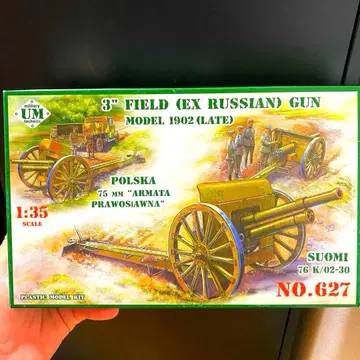 military
UM
technics
3" FIELD (EX RUSSIAN) GUN
MODEL 1902 (LATE)
POLSKA
75 MM "ARMATA
PRAWOSŁAWNA"
1:35
SCALE
SUOMI
76 K/02-30
NO.627
PLASTIC MODEL KIT